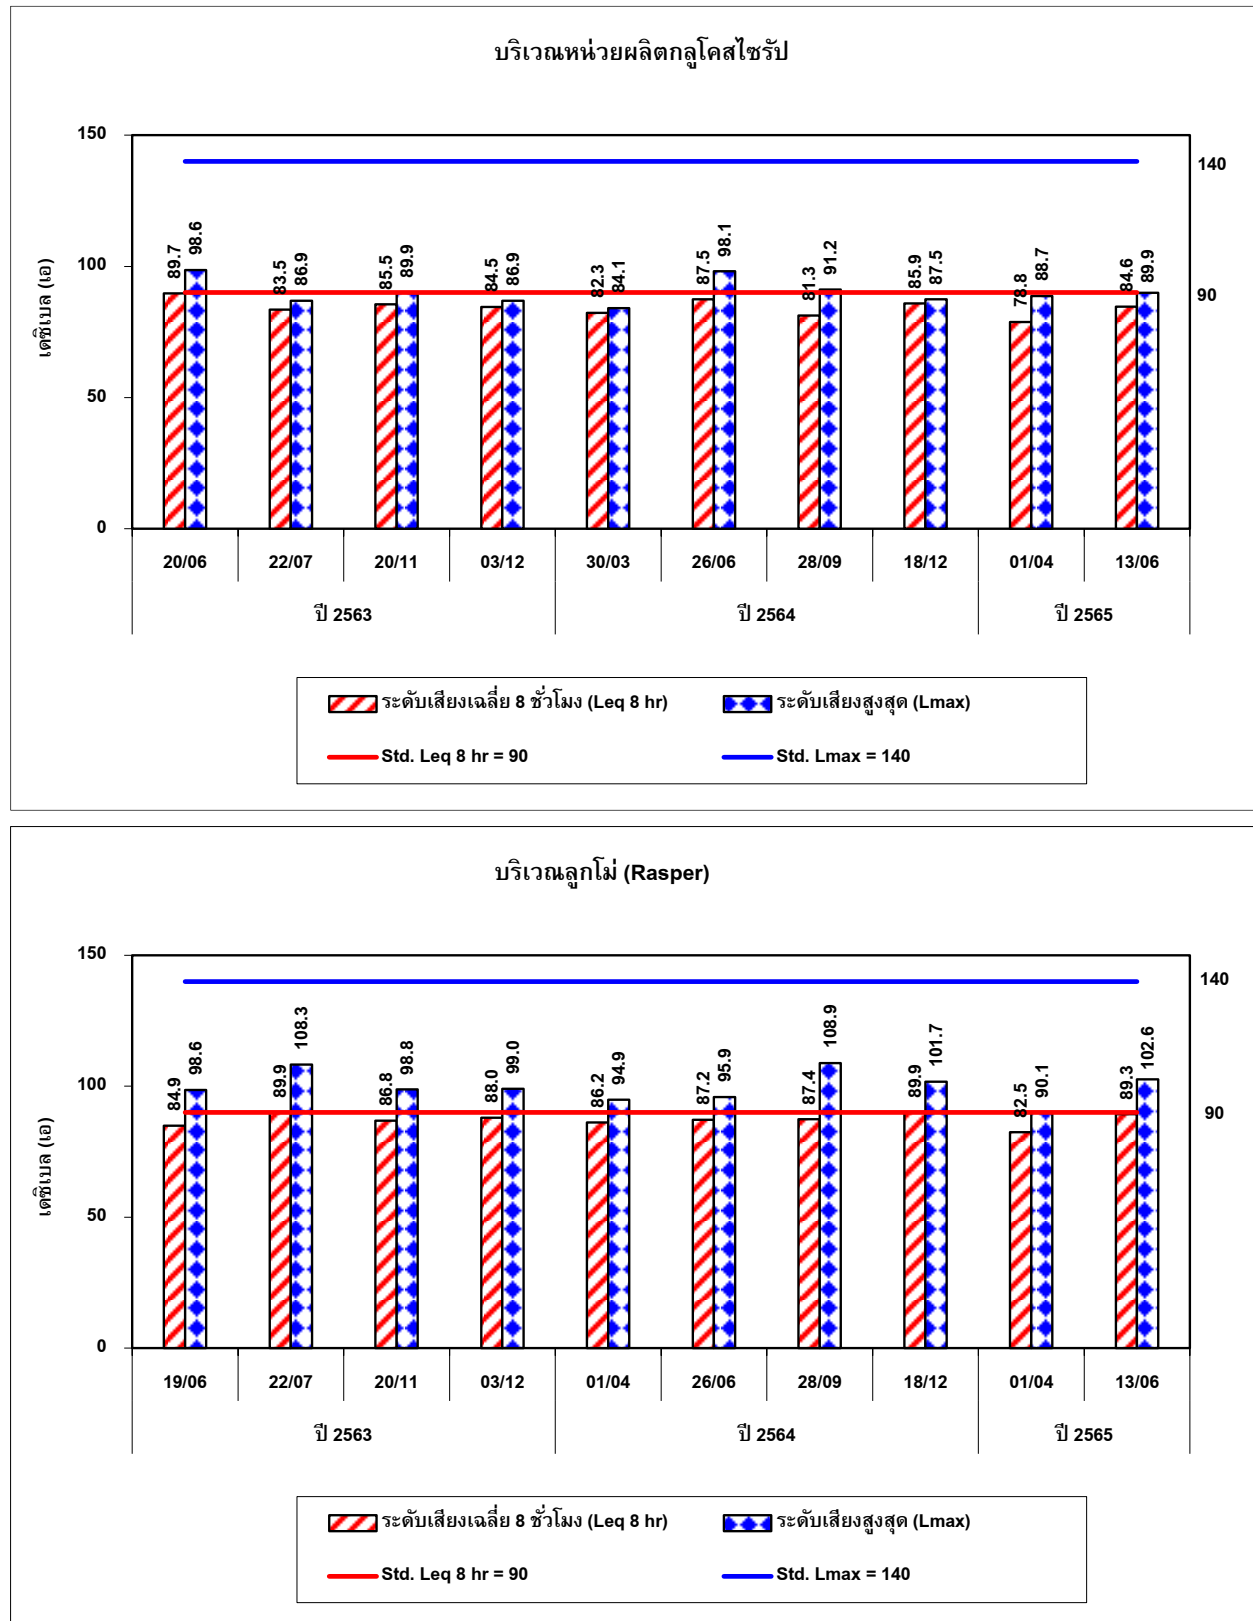 บริเวณหน่วยผลิตกลูโคสไซรัป
150
100
50
0
เดซิเบล (เอ)
140
90
89.7 98.6 83.5 86.9 85.5 89.9 84.5 86.9 82.3 84.1 87.5 98.1 81.3 91.2 85.9 87.5 78.8 88.7 84.6 89.9
20/06 22/07 20/11 03/12 30/03 26/06 28/09 18/12 01/04 13/06
ปี 2563 ปี 2564 ปี 2565
ระดับเสียงเฉลี่ย 8 ชั่วโมง (Leq 8 hr) ระดับเสียงสูงสุด (Lmax)
Std. Leq 8 hr = 90 Std. Lmax = 140
บริเวณลูกโม่ (Rasper)
150
100
50
0
เดซิเบล (เอ)
140
90
84.9 98.6 89.9 108.3 86.8 98.8 88.0 99.0 86.2 94.9 87.2 95.9 87.4 108.9 89.9 101.7 82.5 90.1 89.3 102.6
19/06 22/07 20/11 03/12 01/04 26/06 28/09 18/12 01/04 13/06
ปี 2563 ปี 2564 ปี 2565
ระดับเสียงเฉลี่ย 8 ชั่วโมง (Leq 8 hr) ระดับเสียงสูงสุด (Lmax)
Std. Leq 8 hr = 90 Std. Lmax = 140